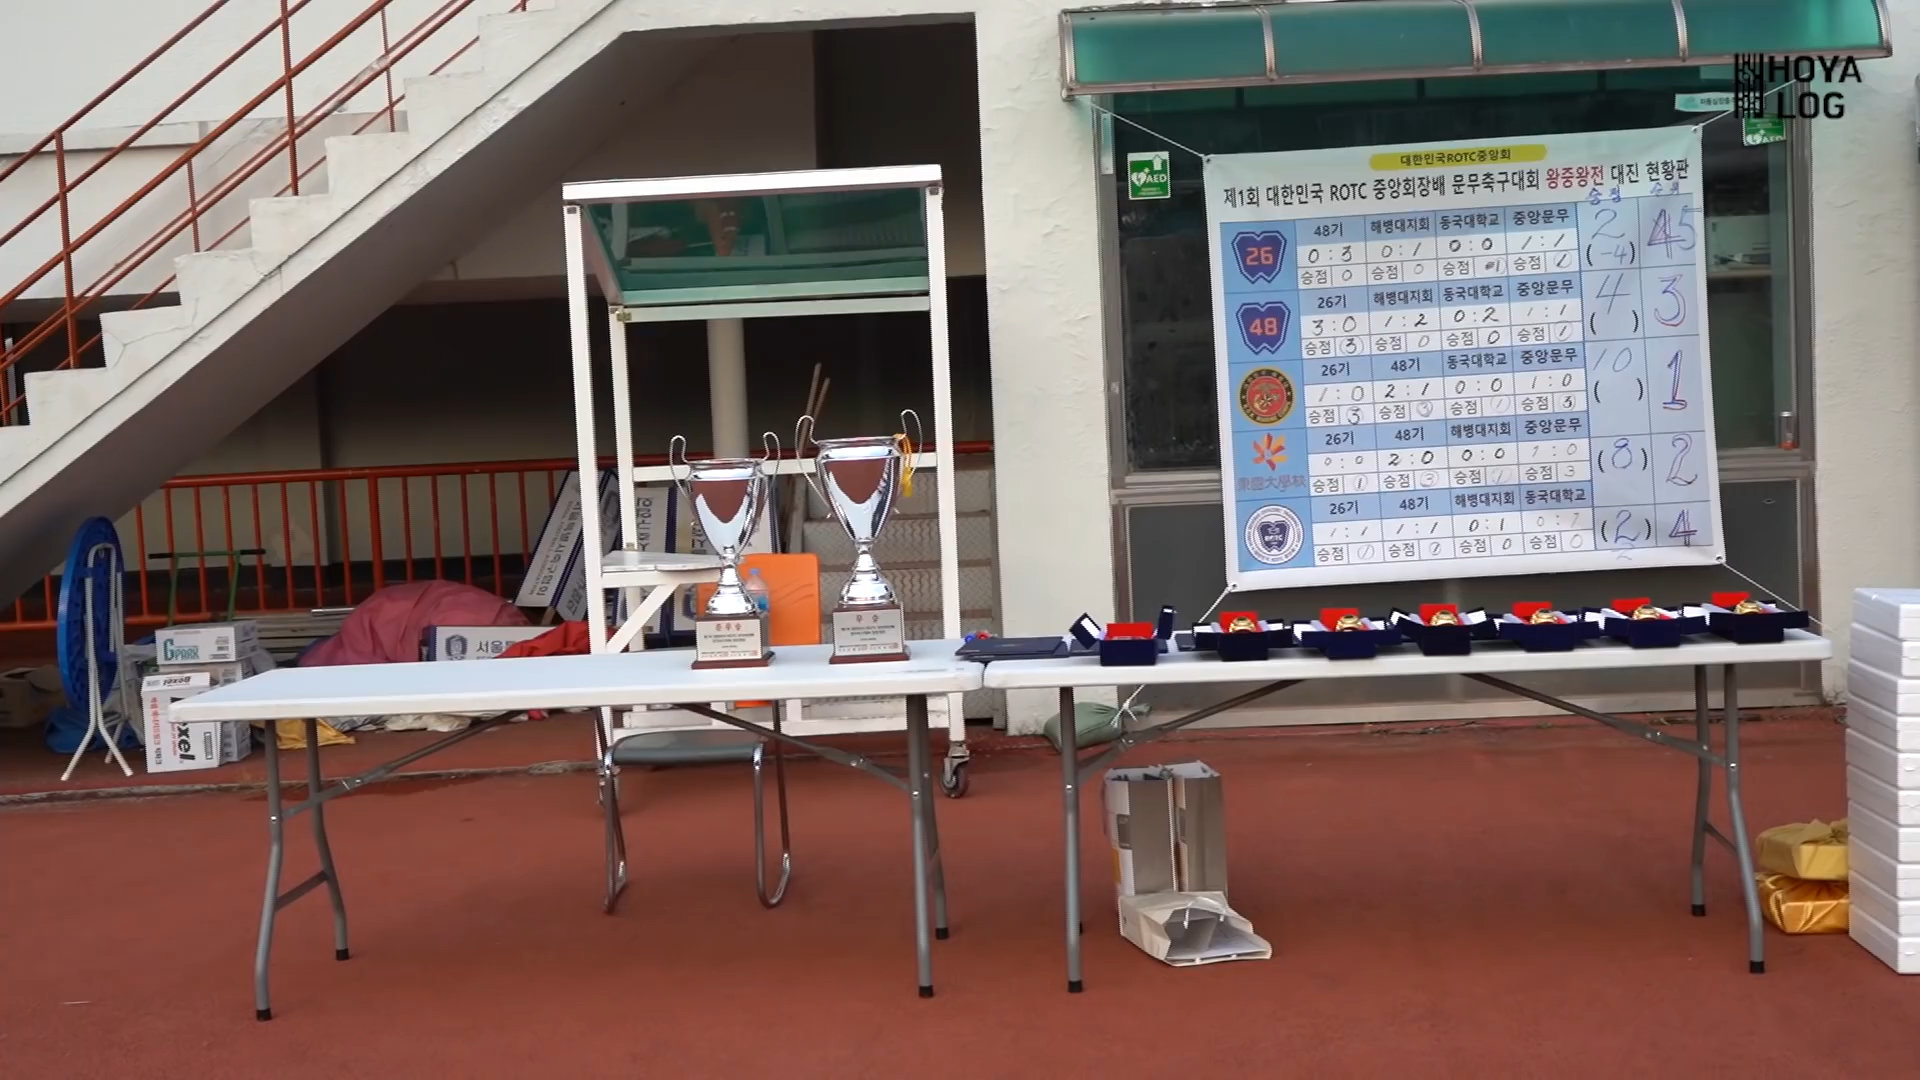 HOYA
LOG
AED
대한민국ROTC중앙회
제1회 대한민국 ROTC 중앙회장배 문무축구대회 왕중왕전 대진 현황판
승점
26
48기 해병대지회 동국대학교 중앙문무
0 : 3 0 : 1 0 : 0 1 : 1
승점 0 승점 0 승점 1 승점 1
2
(-4)
5
48
26기 해병대지회 동국대학교 중앙문무
3 : 0 1 : 2 0 : 2 1 : 1
승점 3 승점 0 승점 0 승점 1
4
( )
3
26기 48기 동국대학교 중앙문무
1 : 0 2 : 1 0 : 0 1 : 0
승점 3 승점 3 승점 1 승점 3
10
( )
1
東國大學校
26기 48기 해병대지회 중앙문무
0 : 0 2 : 0 0 : 0 1 : 0
승점 1 승점 3 승점 1 승점 3
(8)
2
ROTC
26기 48기 해병대지회 동국대학교
1 : 1 1 : 1 0 : 1
승점 1 승점 1 승점 0 승점 0
(2)
4
준우승
우승
GPARK
서울특